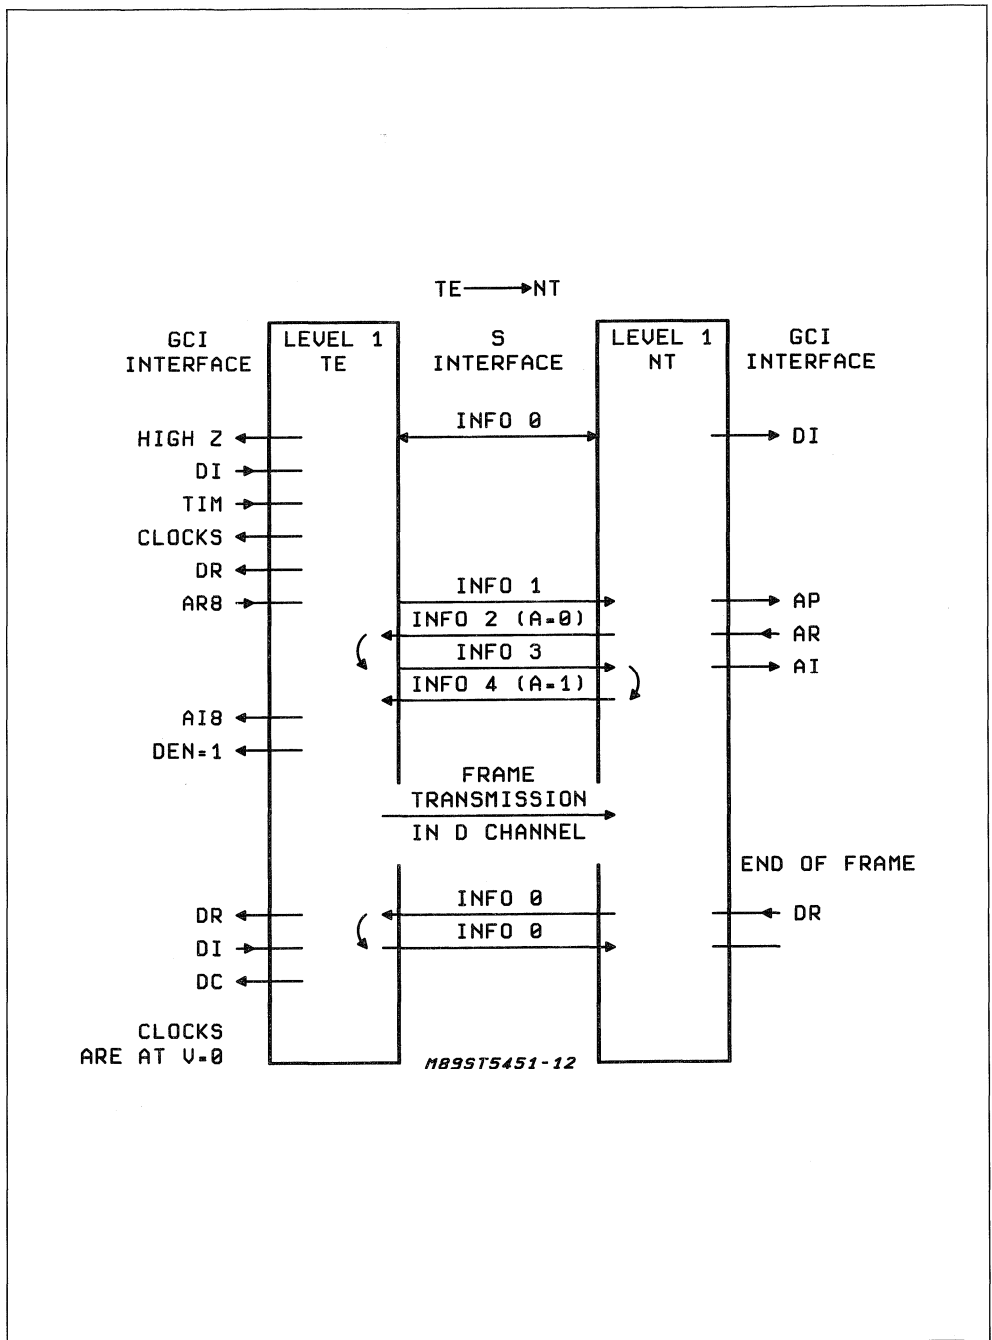 TE NT
GCI INTERFACE
LEVEL 1 TE
S INTERFACE
LEVEL 1 NT
GCI INTERFACE
HIGH Z
INFO 0
DI
DI
TIM
CLOCKS
DR
INFO 1
AR8
AP
INFO 2 (A=0)
AR
INFO 3
AI
INFO 4 (A=1)
AI8
DEN=1
FRAME
TRANSMISSION
IN D CHANNEL
END OF FRAME
INFO 0
DR
DR
INFO 0
DI
DC
CLOCKS
ARE AT V=0
M89ST5451-12